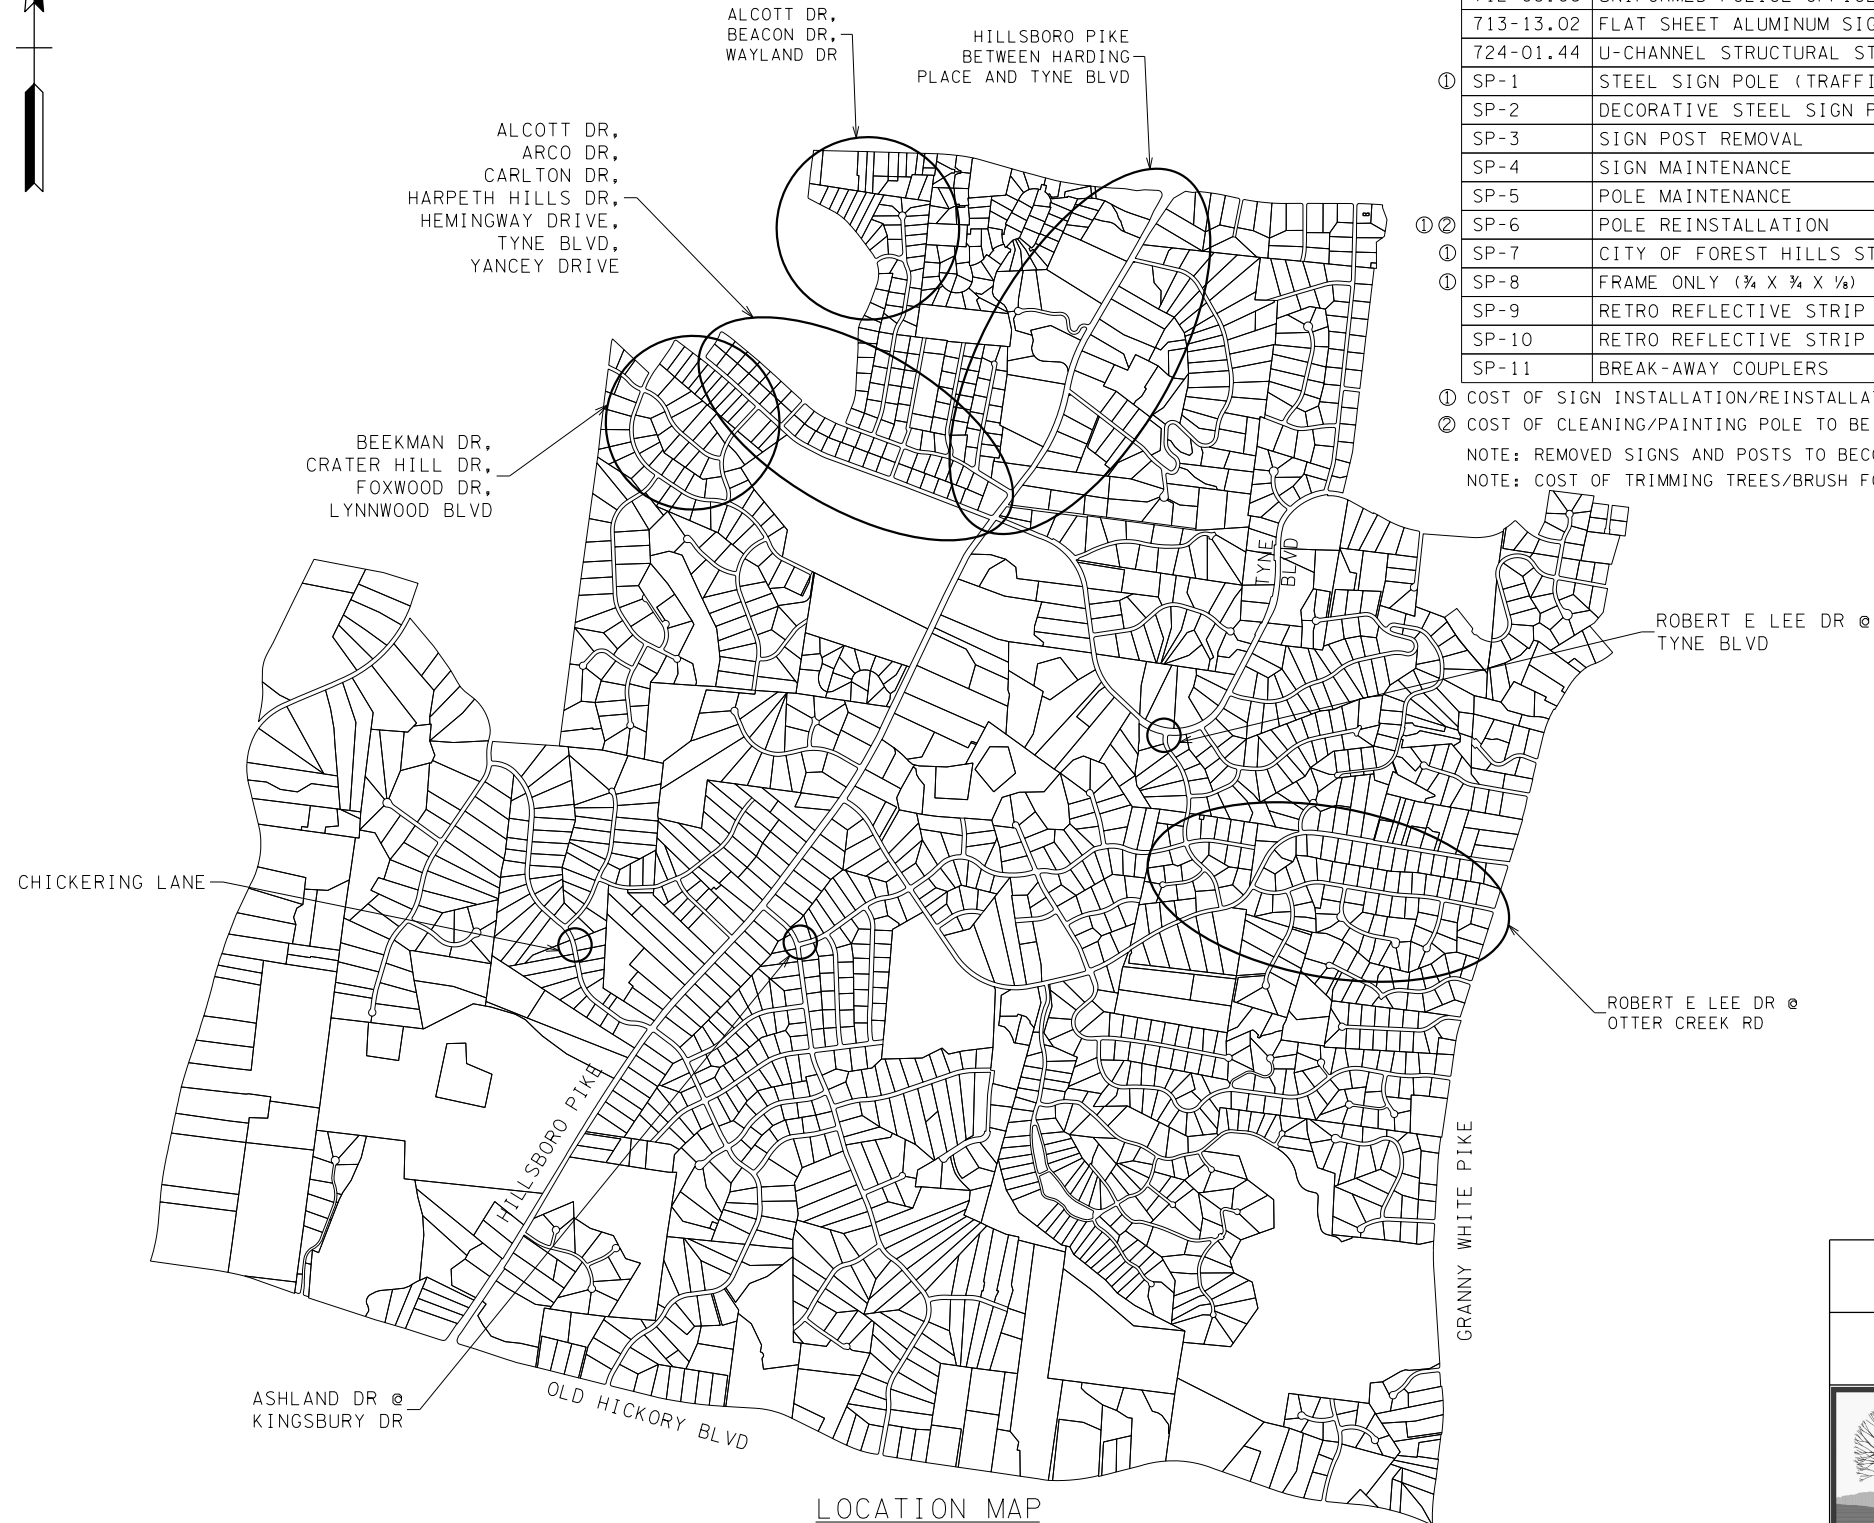 ALCOTT DR,
BEACON DR,
WAYLAND DR
HILLSBORO PIKE
BETWEEN HARDING
PLACE AND TYNE BLVD
ALCOTT DR,
ARCO DR,
CARLTON DR,
HARPETH HILLS DR,
HEMINGWAY DRIVE,
TYNE BLVD,
YANCEY DRIVE
BEEKMAN DR,
CRATER HILL DR,
FOXWOOD DR,
LYNNWOOD BLVD
713-13.02 FLAT SHEET ALUMINUM
724-01.44 U-CHANNEL STRUCTURAL
① SP-1 STEEL SIGN POLE
SP-2 DECORATIVE STEEL SIGN
SP-3 SIGN POST REMOVAL
SP-4 SIGN MAINTENANCE
SP-5 POLE MAINTENANCE
① ② SP-6 POLE REINSTALLATION
① SP-7 CITY OF FOREST HILLS
① SP-8 FRAME ONLY (¾ X ¾ X ⅛)
SP-9 RETRO REFLECTIVE STRIP
SP-10 RETRO REFLECTIVE STRIP
SP-11 BREAK-AWAY COUPLERS
① COST OF SIGN
② COST OF CLEANING/PAINTING POLE TO BE
NOTE: REMOVED SIGNS AND POSTS TO
NOTE: COST OF TRIMMING TREES/BRUSH
TYNE
BLVD
ROBERT E LEE DR @
TYNE BLVD
CHICKERING LANE
ROBERT E LEE DR @
OTTER CREEK RD
HILLSBORO PIKE
GRANNY WHITE PIKE
ASHLAND DR @
KINGSBURY DR
OLD HICKORY BLVD
LOCATION MAP